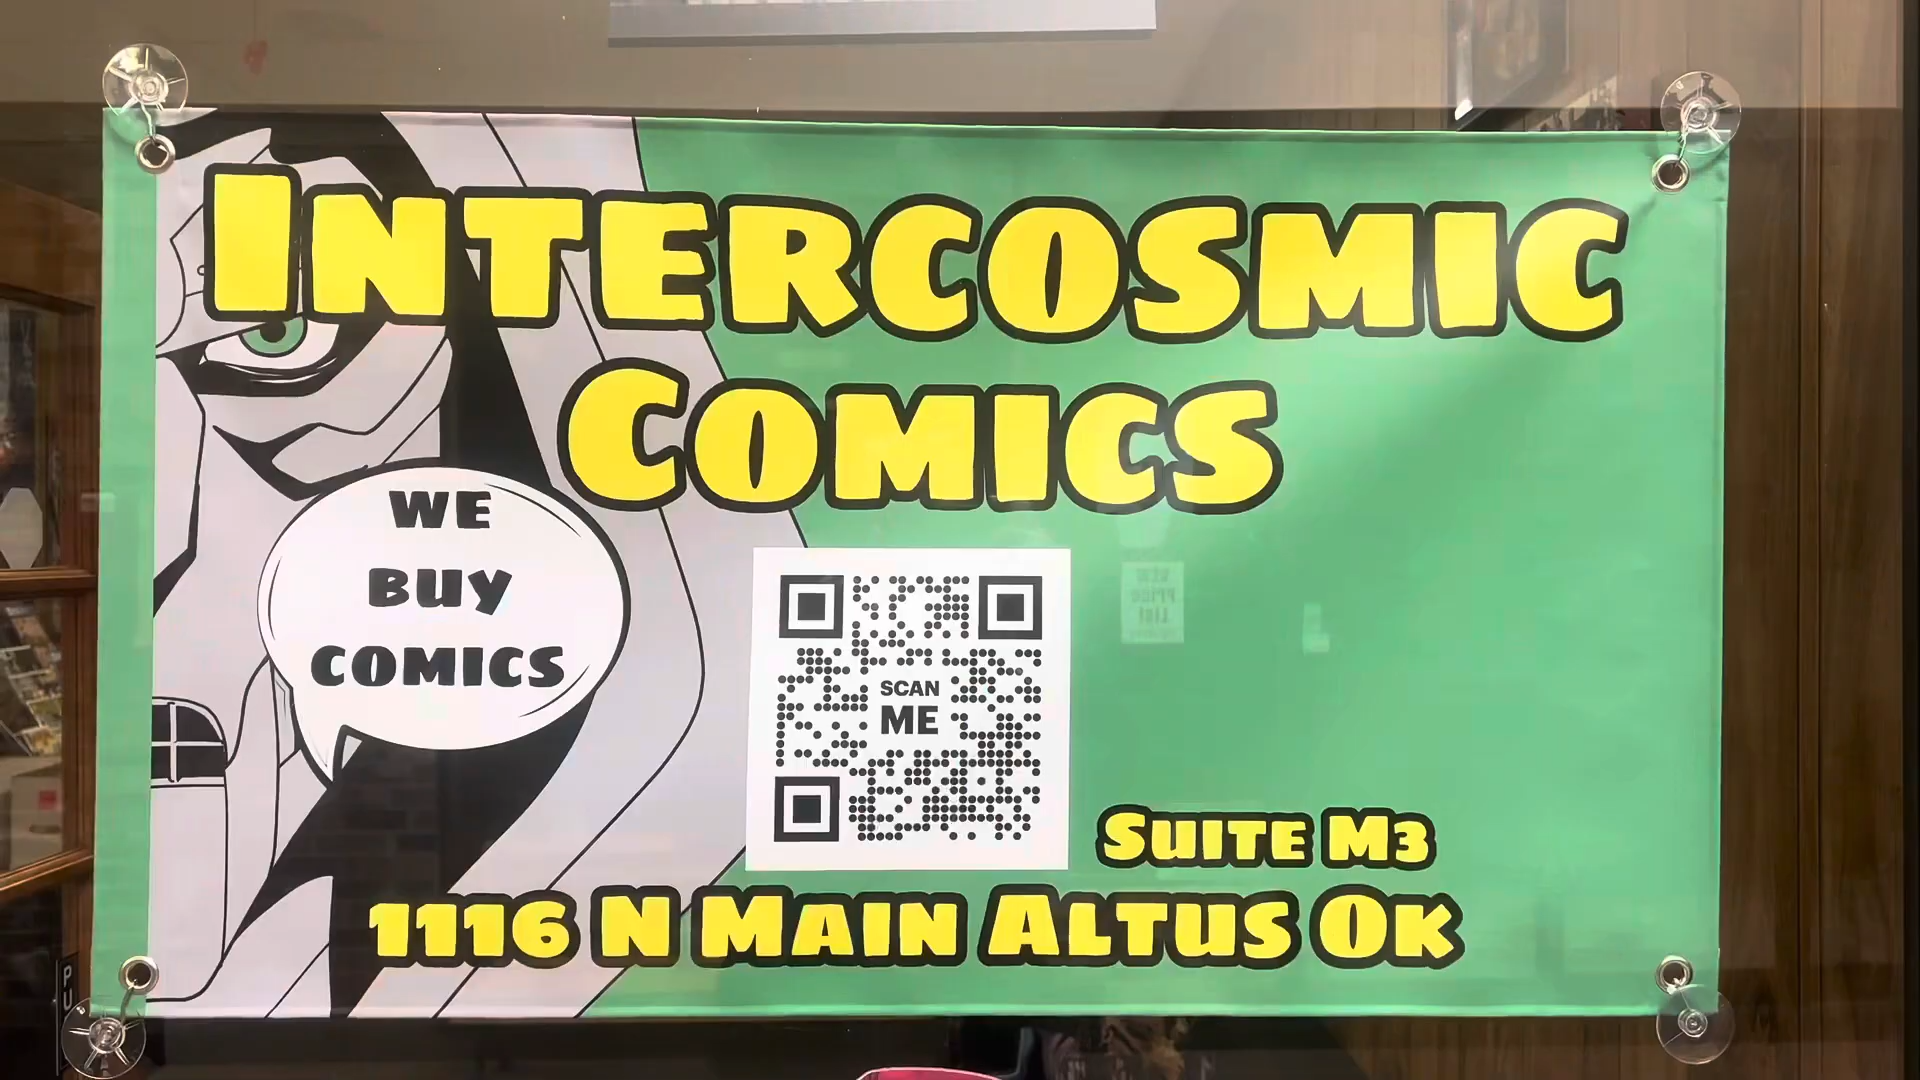 INTERCOSMIC
COMICS
WE
BUY
COMICS
SCAN
ME
SUITE M3
1116 N MAIN ALTUS OK